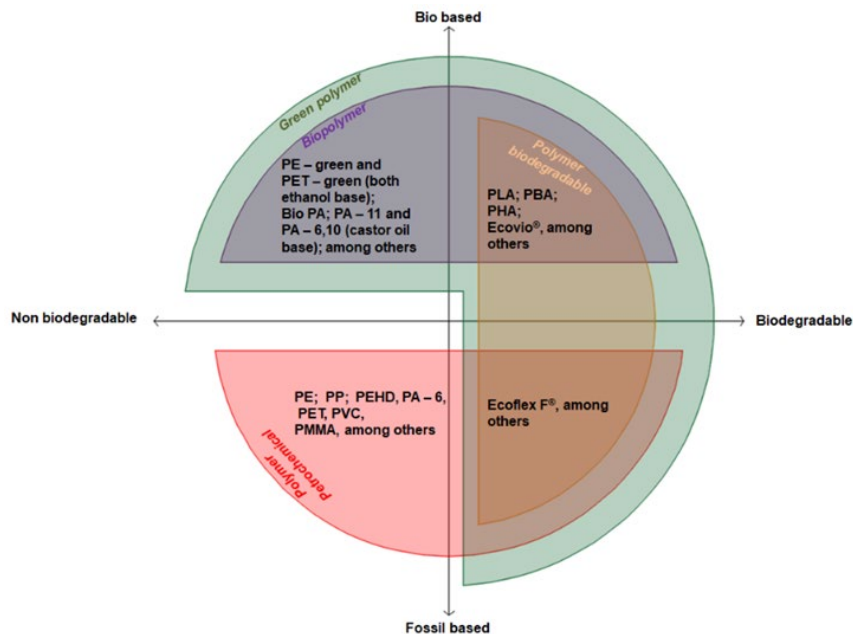 Bio based
Green polymer
Biopolymer
PE – green and
PET – green (both
ethanol base);
Bio PA; PA – 11 and
PA – 6,10 (castor oil
base); among others
Polymer
biodegradable
PLA; PBA;
PHA;
Ecovio®, among
others
Non biodegradable
Biodegradable
PE; PP; PEHD, PA – 6,
PET, PVC,
PMMA, among others
Ecoflex F®, among
others
Polymer
Petrochemical
Fossil based